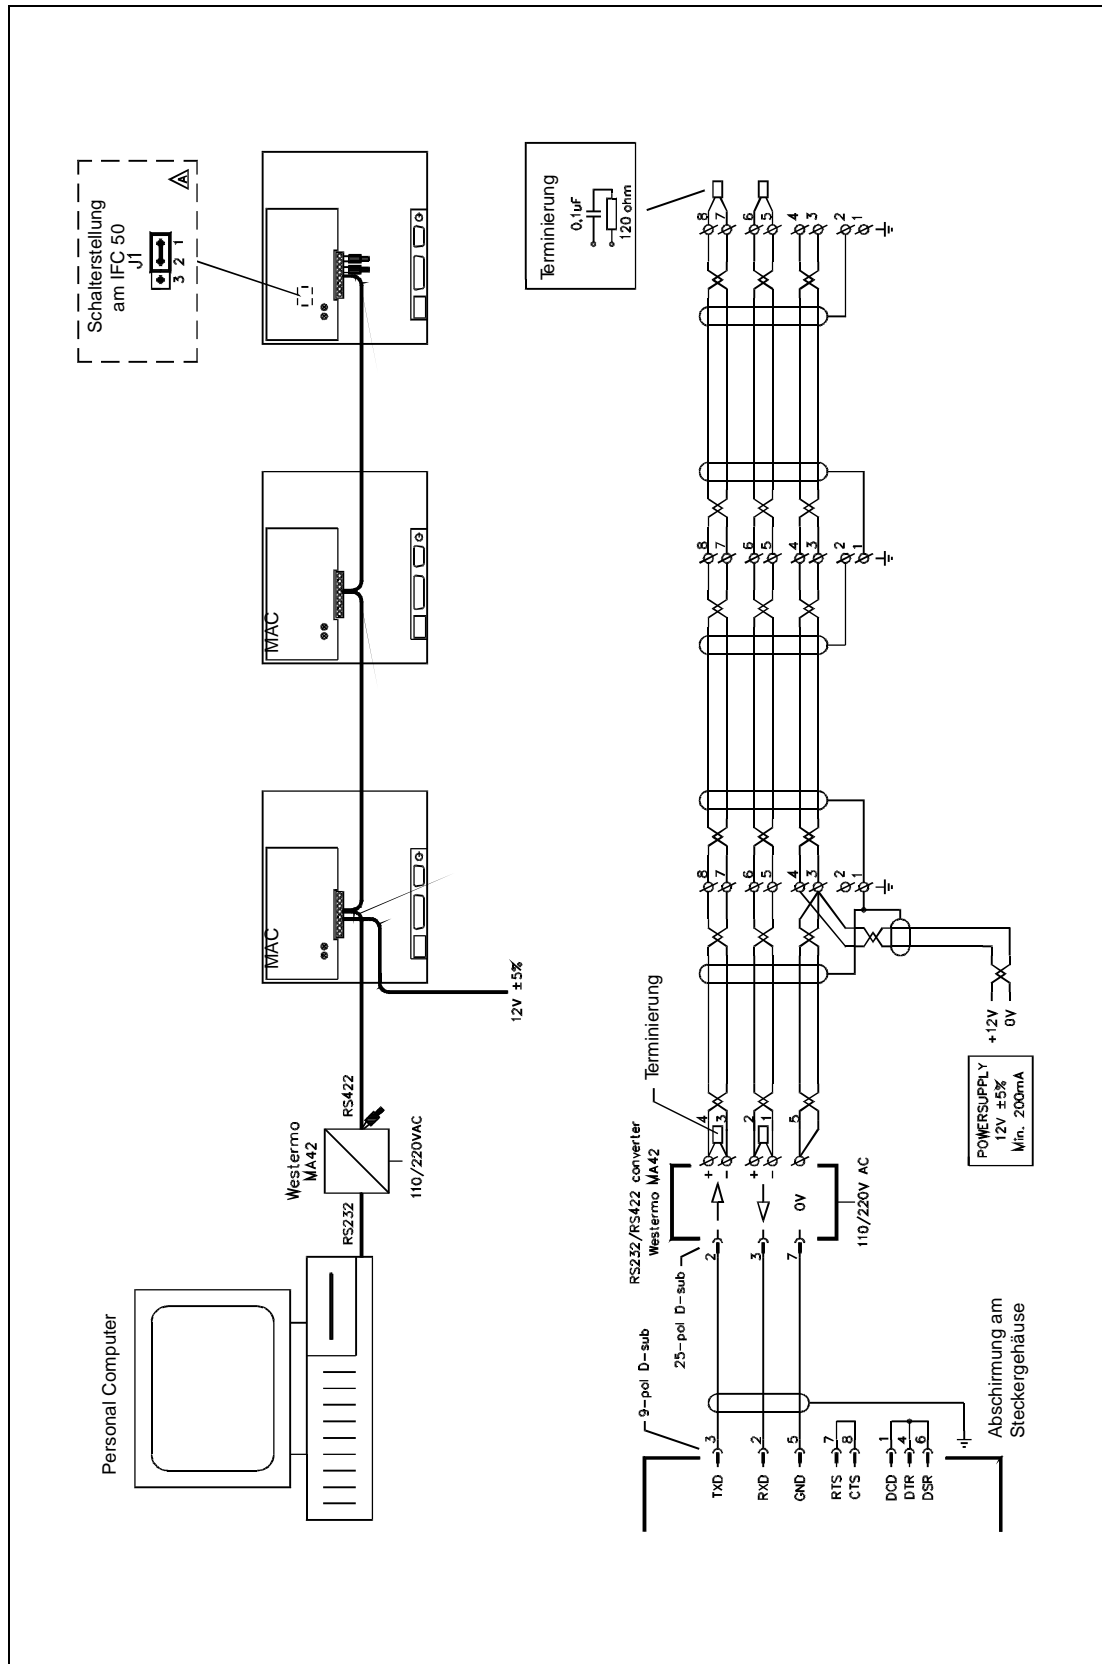 Schalterstellung
am IFC 50
J1
3 2 1
A
MAC
MAC
12V ±5%
RS422
Westermo
MA42
110/220VAC
RS232
Personal Computer
Terminierung
0,1uF
120 ohm
8 7 6 5 4 3 2 1
8 7 6 5 4 3 2 1
8 7 6 5 4 3 2 1
Terminierung
4 3 2 1 5
+ - + -
0V
RS232/RS422 converter
Westermo MA42
110/220V AC
+12V
0V
POWERSUPPLY
12V ±5%
Min. 200mA
25-pol D-sub
2 3 7
9-pol D-sub
3 2 5 7 8 1 4 6
TXD
RXD
GND
RTS
CTS
DCD
DTR
DSR
Abschirmung am
Steckergehäuse